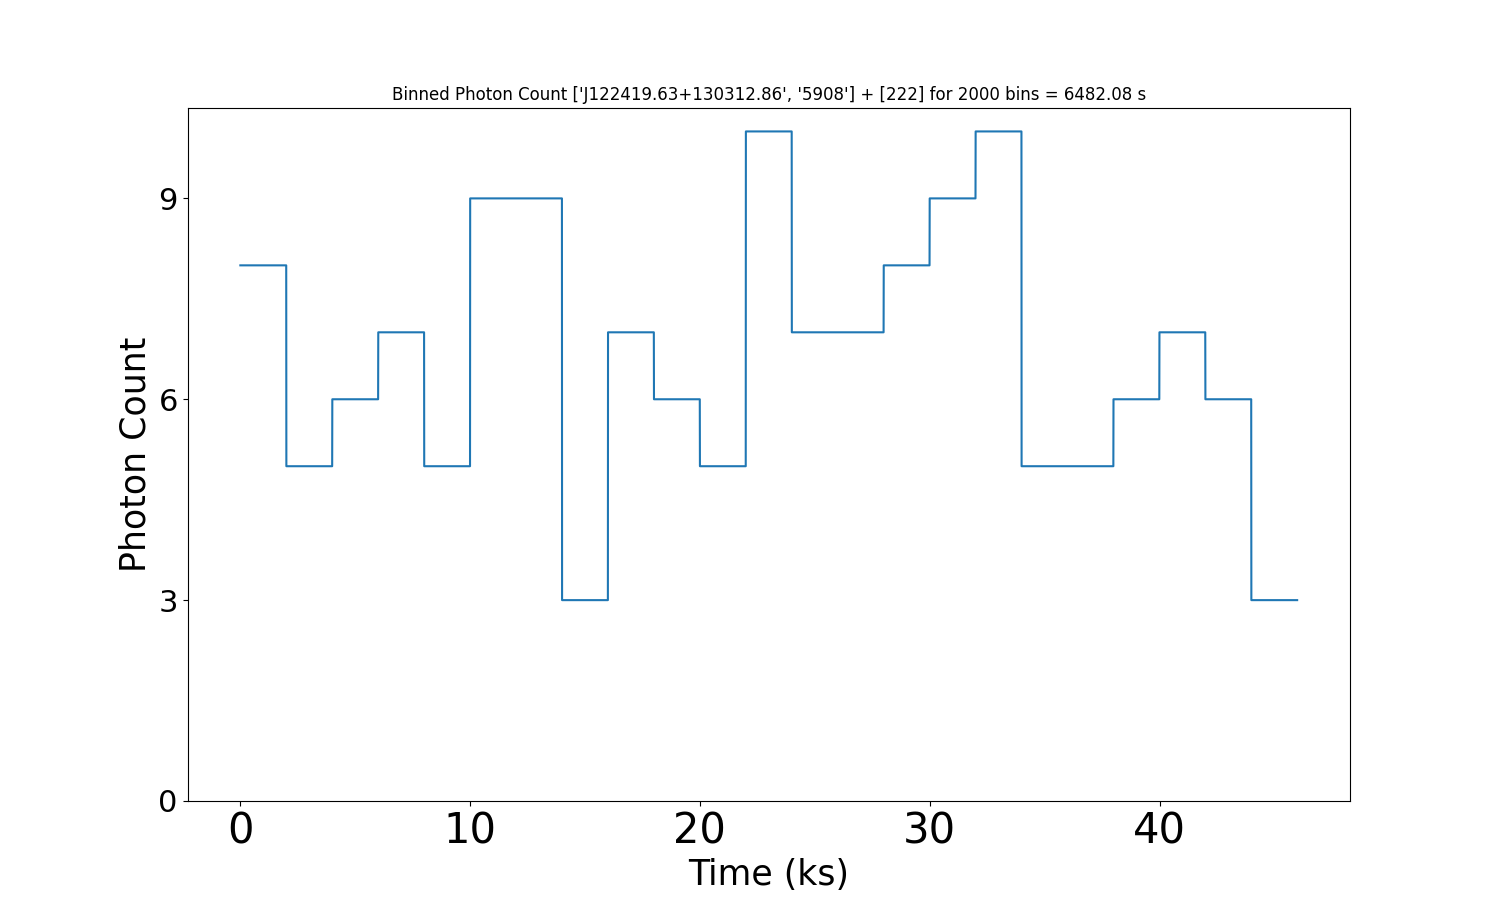 Binned Photon Count ['J122419.63+130312.86', '5908'] + [222] for 2000 bins = 6482.08 s
9
6
3
0
Photon Count
0 10 20 30 40
Time (ks)